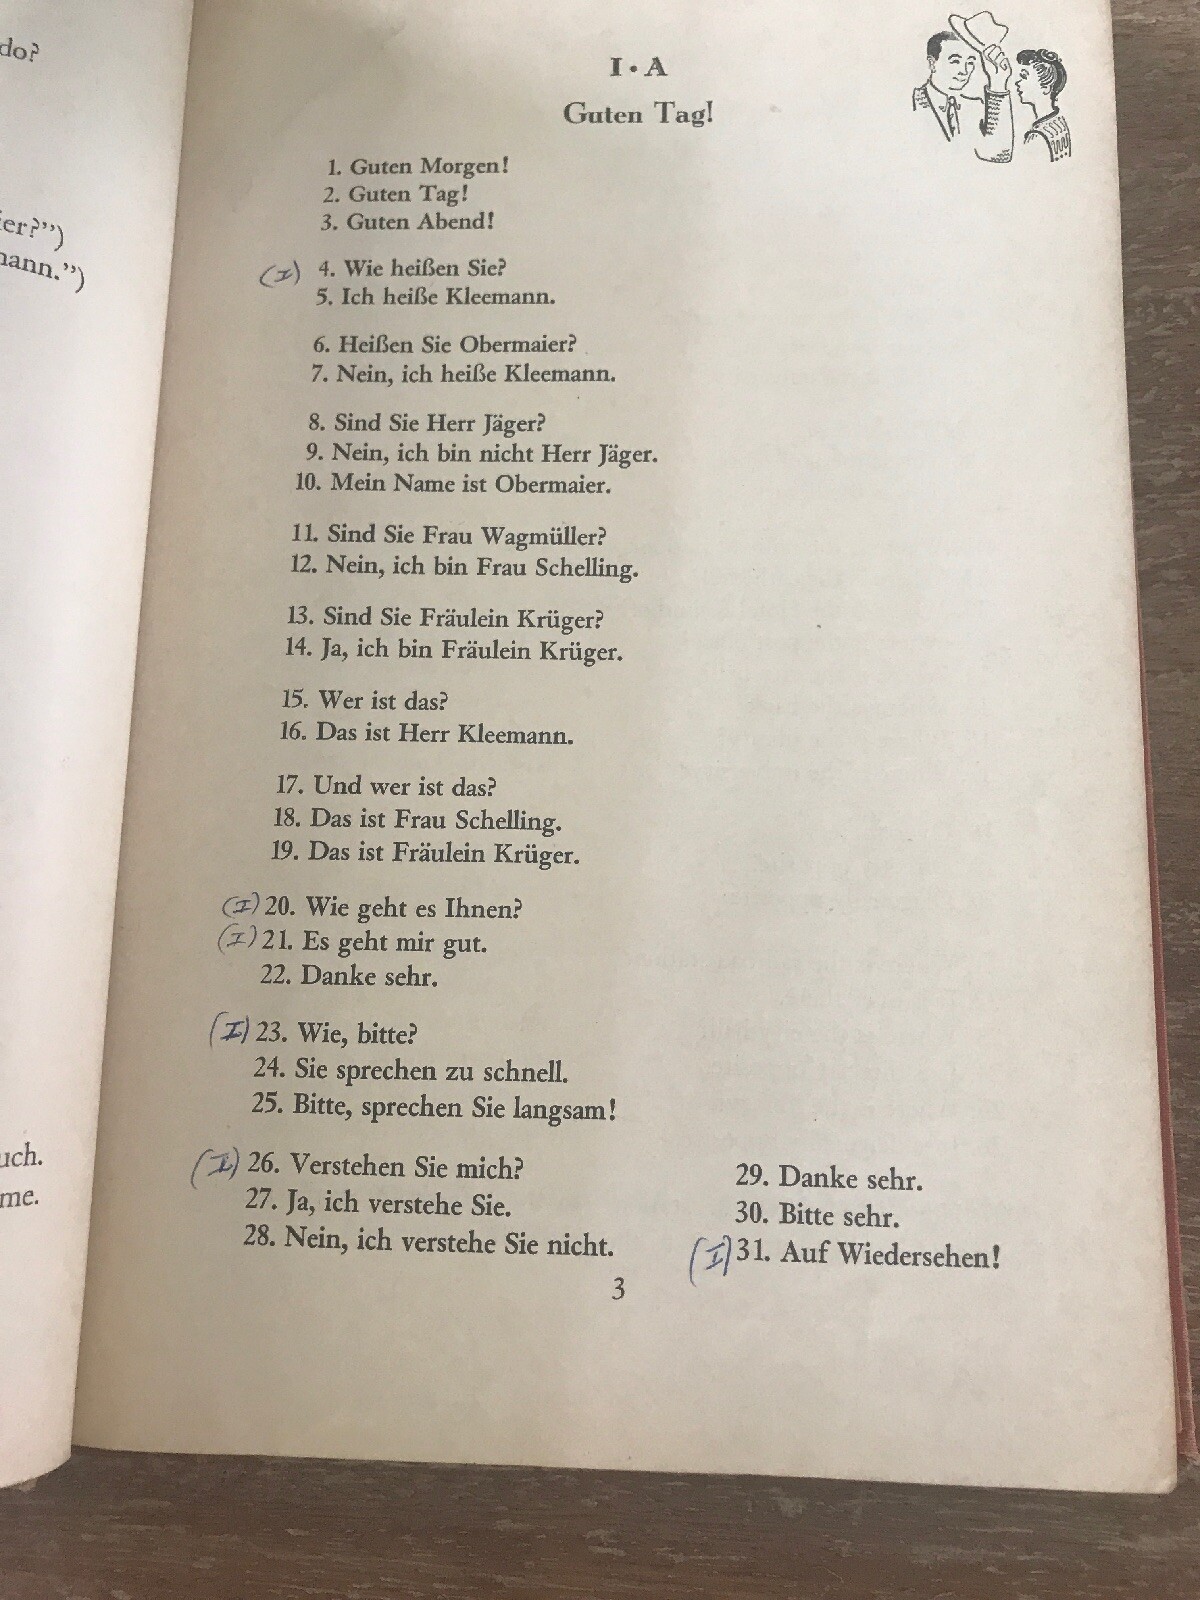 do?
er?”)
nann.”)
uch.
me.
I · A
Guten Tag!
1. Guten Morgen!
2. Guten Tag!
3. Guten Abend!
(I) 4. Wie heißen Sie?
5. Ich heiße Kleemann.
6. Heißen Sie Obermaier?
7. Nein, ich heiße Kleemann.
8. Sind Sie Herr Jäger?
9. Nein, ich bin nicht Herr Jäger.
10. Mein Name ist Obermaier.
11. Sind Sie Frau Wagmüller?
12. Nein, ich bin Frau Schelling.
13. Sind Sie Fräulein Krüger?
14. Ja, ich bin Fräulein Krüger.
15. Wer ist das?
16. Das ist Herr Kleemann.
17. Und wer ist das?
18. Das ist Frau Schelling.
19. Das ist Fräulein Krüger.
(I) 20. Wie geht es Ihnen?
(I) 21. Es geht mir gut.
22. Danke sehr.
(I) 23. Wie, bitte?
24. Sie sprechen zu schnell.
25. Bitte, sprechen Sie langsam!
(I) 26. Verstehen Sie mich?
27. Ja, ich verstehe Sie.
28. Nein, ich verstehe Sie nicht.
29. Danke sehr.
30. Bitte sehr.
(I) 31. Auf Wiedersehen!
3